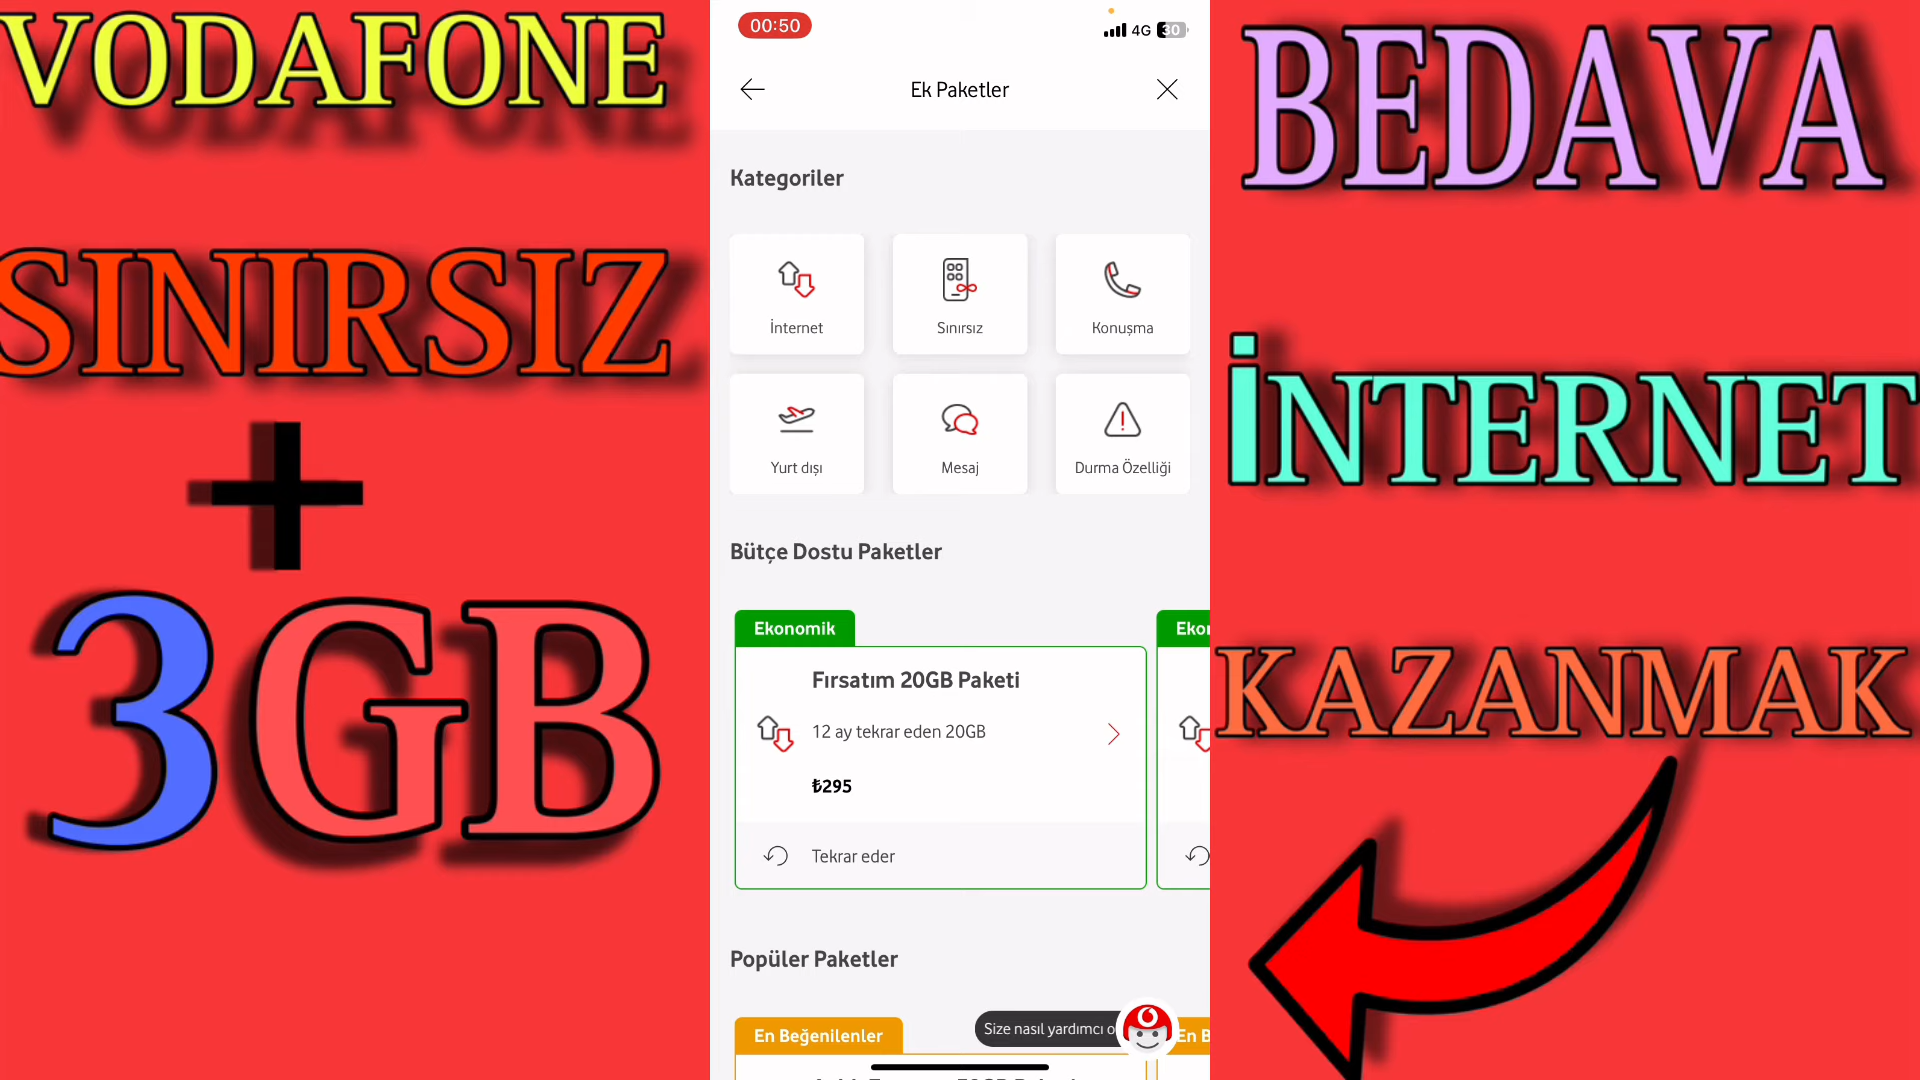 VODAFONE
SINIRSIZ
+
3GB
00:50
4G
30
Ek Paketler
Kategoriler
İnternet
Sınırsız
Konuşma
Yurt dışı
Mesaj
Durma Özelliği
Bütçe Dostu Paketler
Ekonomik
Fırsatım 20GB Paketi
12 ay tekrar eden 20GB
₺295
Tekrar eder
Popüler Paketler
En Beğenilenler
Size nasıl yardımcı o
BEDAVA
İNTERNET
KAZANMAK